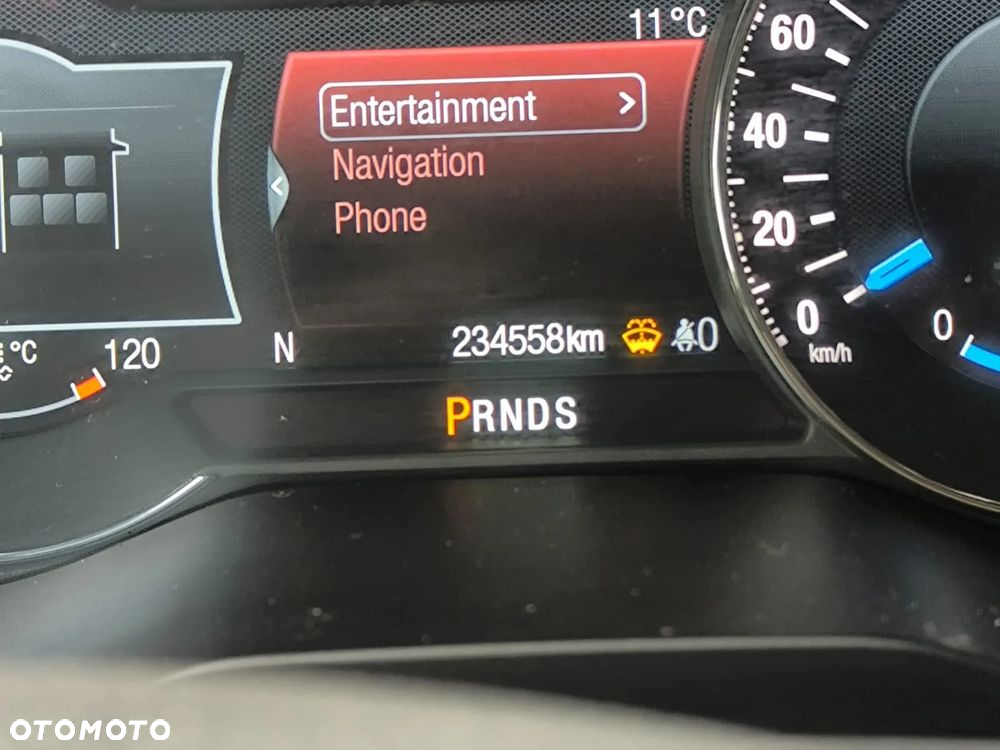 11°C
60
Entertainment >
40
Navigation
Phone
20
0
km/h
0
°C
120
N
234558km
0
PRNDS
OTOMOTO